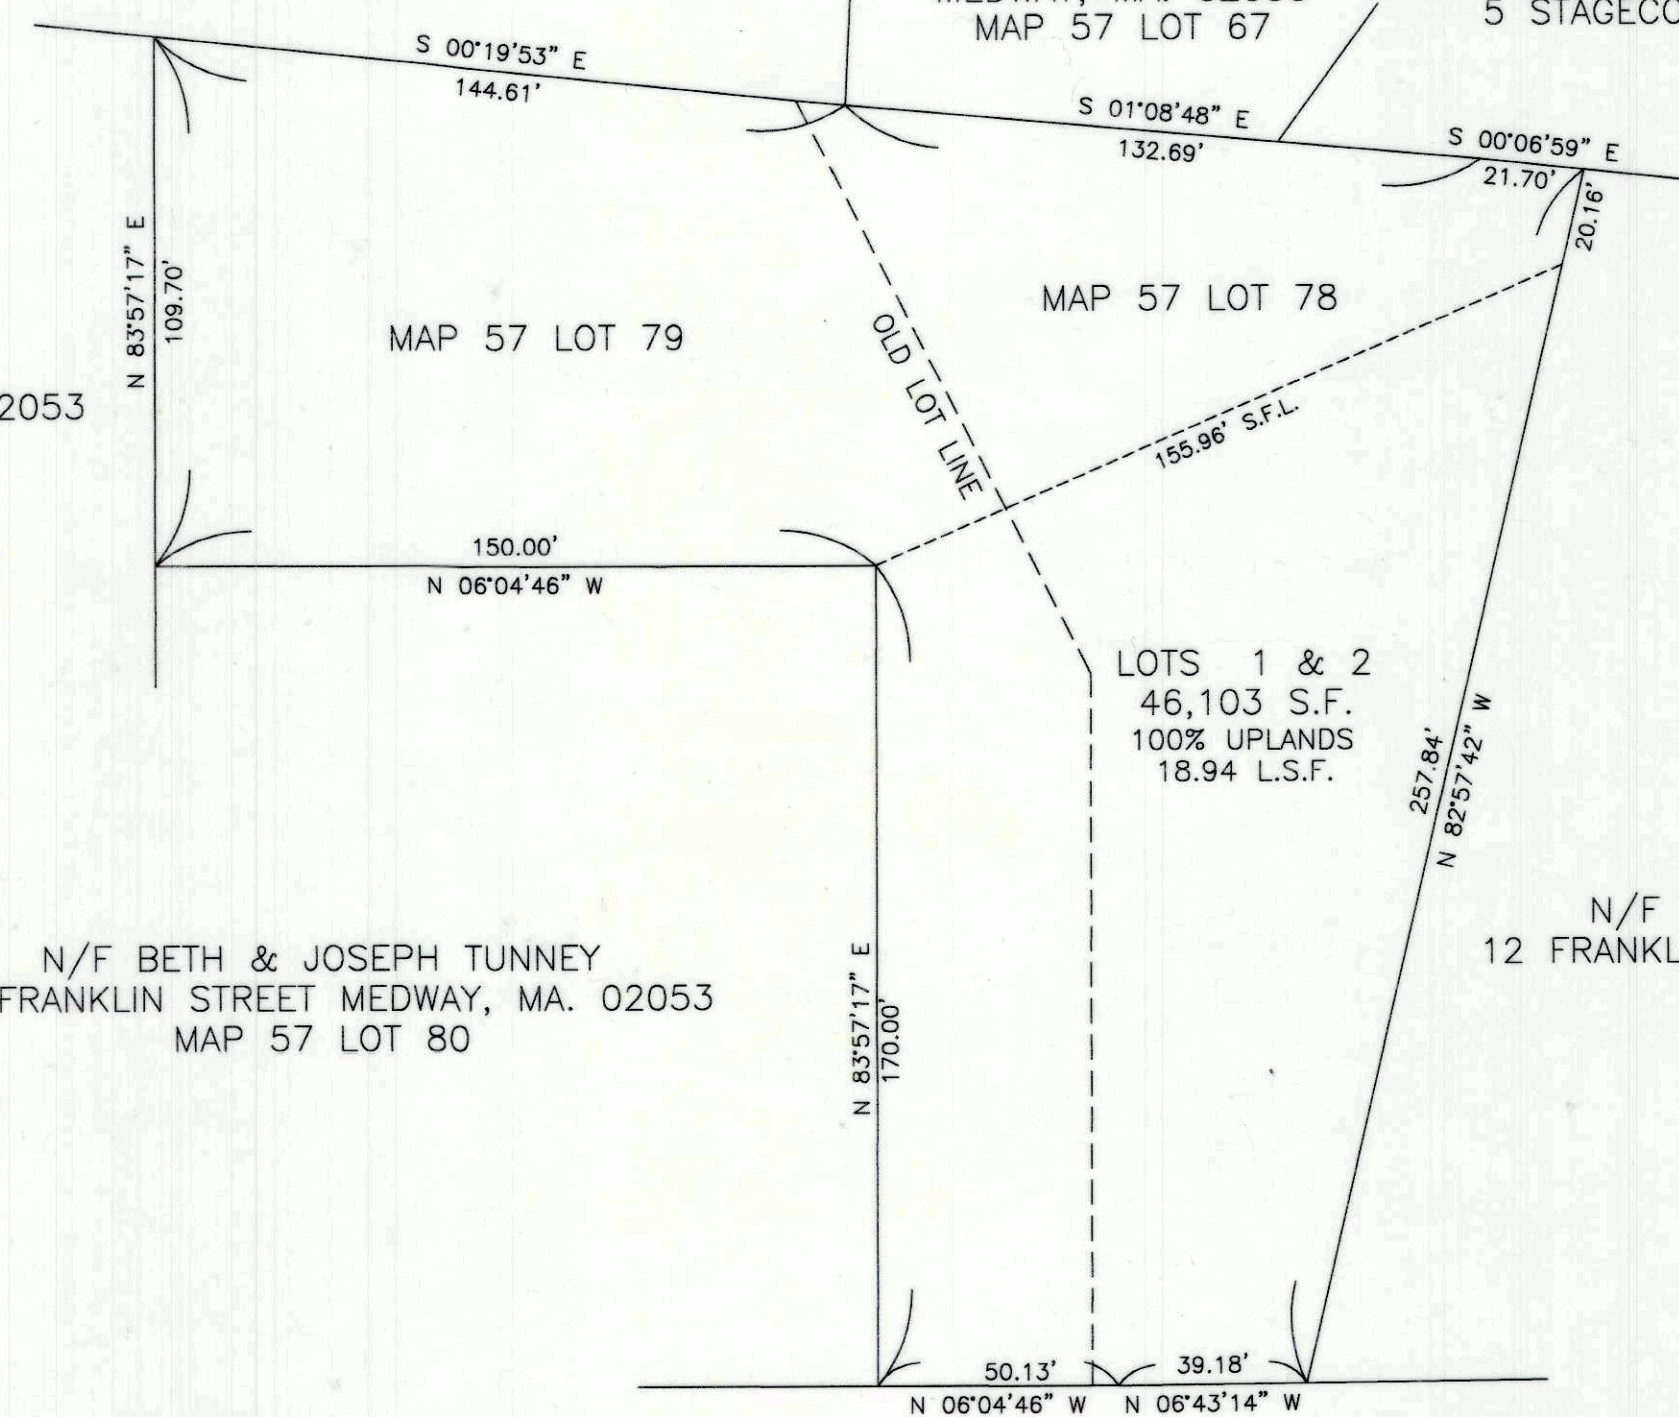 MAP 57 LOT 67
5
S 00°19'53" E
144.61'
S 01°08'48" E
132.69'
S 00°06'59" E
21.70'
20.16'
N 83°57'17" E
109.70'
MAP 57 LOT 79
MAP 57 LOT 78
OLD LOT LINE
155.96' S.F.L.
2053
150.00'
N 06°04'46" W
LOTS 1 & 2
46,103 S.F.
100% UPLANDS
18.94 L.S.F.
257.84'
N 82°57'42" W
N/F BETH & JOSEPH TUNNEY
FRANKLIN STREET MEDWAY, MA. 02053
MAP 57 LOT 80
N 83°57'17" E
170.00'
N/F
12 FRANKL
50.13'
39.18'
N 06°04'46" W
N 06°43'14" W